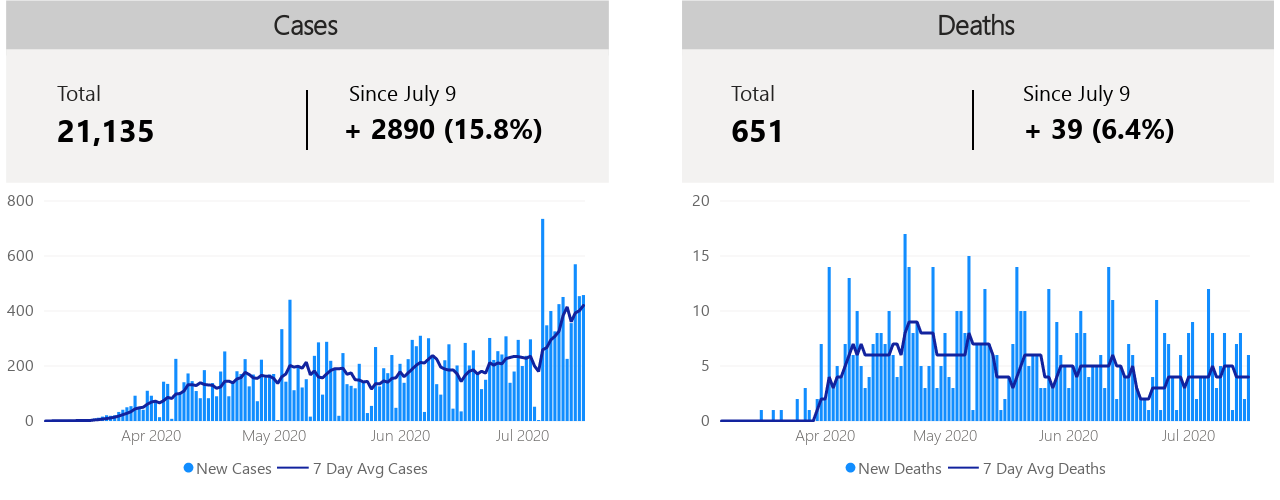 Cases
Total
21,135
Since July 9
+ 2890 (15.8%)
800
600
400
200
0
Apr 2020
May 2020
Jun 2020
Jul 2020
New Cases
7 Day Avg Cases
Deaths
Total
651
Since July 9
+ 39 (6.4%)
20
15
10
5
0
Apr 2020
May 2020
Jun 2020
Jul 2020
New Deaths
7 Day Avg Deaths